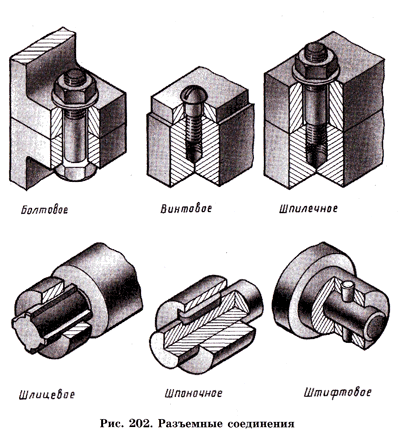 Болтовое
Винтовое
Шпилечное
Шлицевое
Шпоночное
Штифтовое
Рис. 202. Разъемные соединения